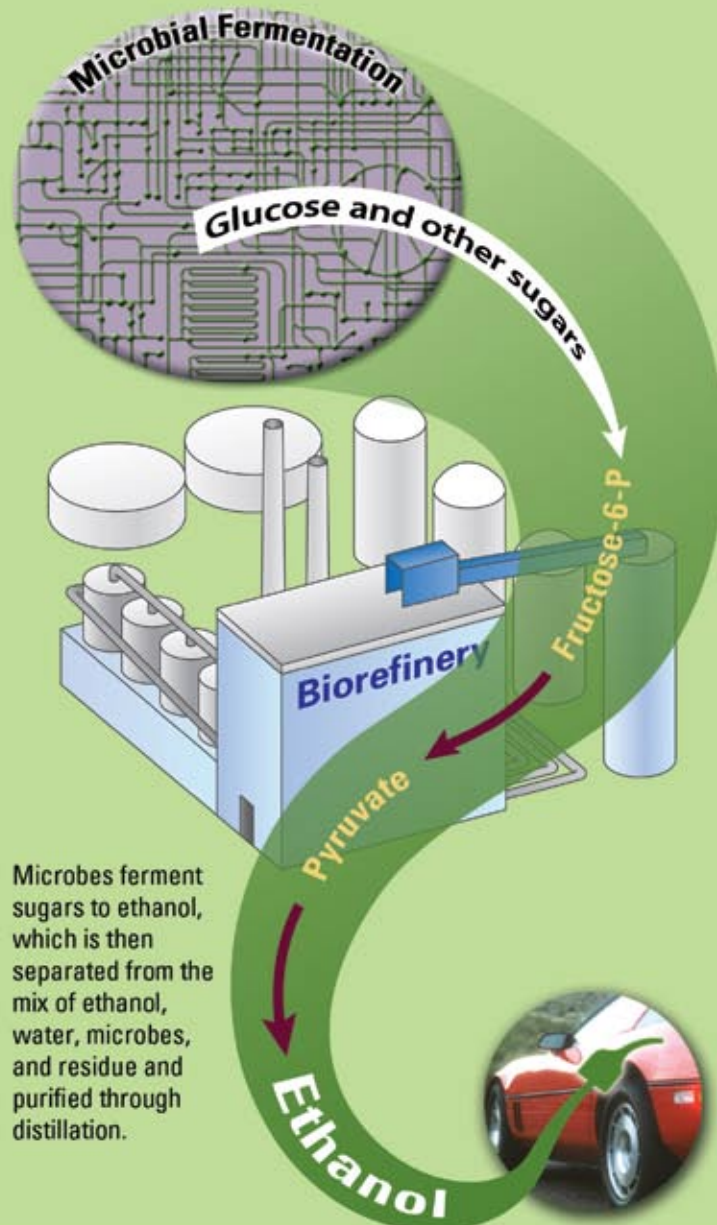 Microbial Fermentation
Glucose and other sugars
Fructose-6-P
Biorefinery
Pyruvate
Microbes ferment
sugars to ethanol,
which is then
separated from the
mix of ethanol,
water, microbes,
and residue and
purified through
distillation.
Ethanol